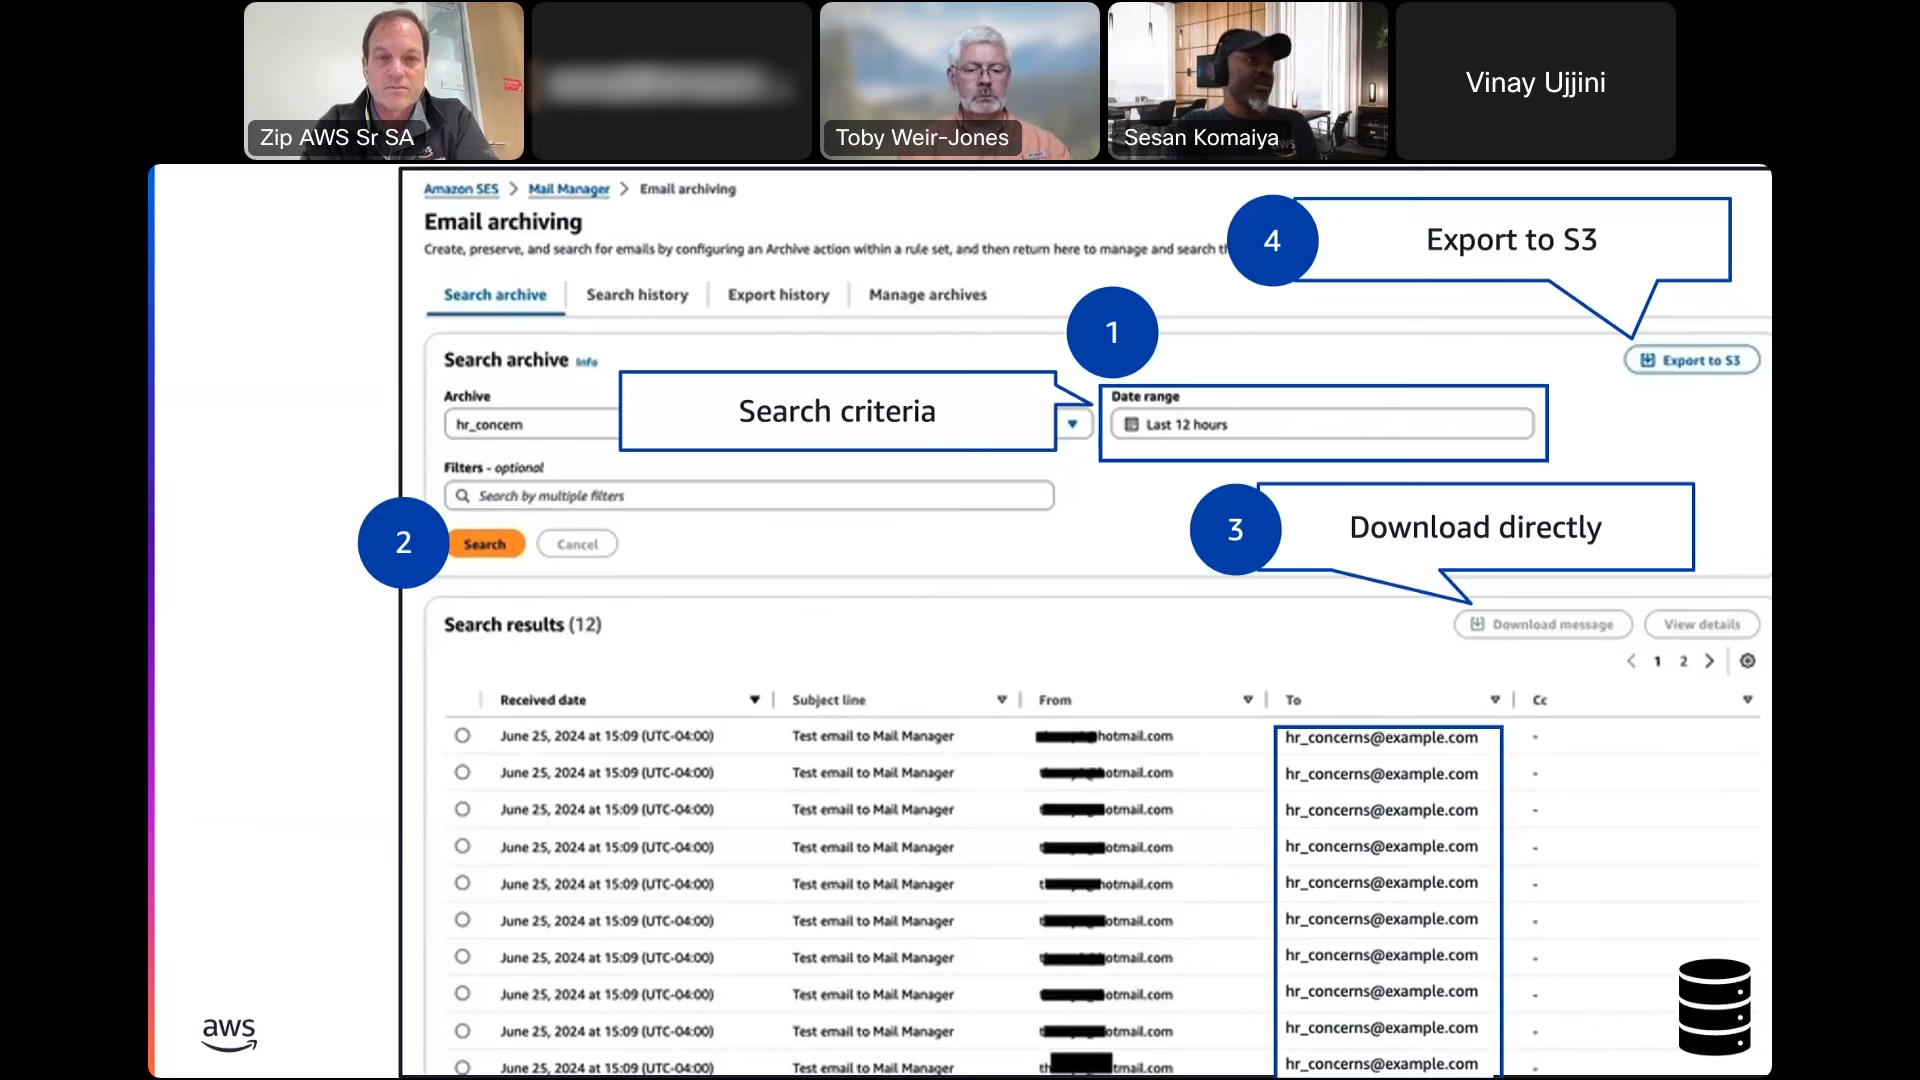 Zip AWS Sr SA
Toby Weir-Jones
Sesan Komaiya
Vinay Ujjini
Amazon SES > Mail Manager > Email archiving
Email archiving
Create, preserve, and search for emails by configuring an Archive action within a rule set, and then return here to manage and search
4
Export to S3
Search archive
Search history
Export history
Manage archives
1
Search archive Info
Export to S3
Archive
hr_concern
Search criteria
Date range
Last 12 hours
Filters - optional
Search by multiple filters
2
Search
Cancel
3
Download directly
Search results (12)
Download message
View details
< 1 2 >
Received date
Subject line
From
To
Cc
June 25, 2024 at 15:09 (UTC-04:00) Test email to Mail Manager hotmail.com hr_concerns@example.com -
June 25, 2024 at 15:09 (UTC-04:00) Test email to Mail Manager otmail.com hr_concerns@example.com -
June 25, 2024 at 15:09 (UTC-04:00) Test email to Mail Manager otmail.com hr_concerns@example.com -
June 25, 2024 at 15:09 (UTC-04:00) Test email to Mail Manager otmail.com hr_concerns@example.com -
June 25, 2024 at 15:09 (UTC-04:00) Test email to Mail Manager t hotmail.com hr_concerns@example.com -
June 25, 2024 at 15:09 (UTC-04:00) Test email to Mail Manager otmail.com hr_concerns@example.com -
June 25, 2024 at 15:09 (UTC-04:00) Test email to Mail Manager otmail.com hr_concerns@example.com -
June 25, 2024 at 15:09 (UTC-04:00) Test email to Mail Manager otmail.com hr_concerns@example.com -
June 25, 2024 at 15:09 (UTC-04:00) Test email to Mail Manager otmail.com hr_concerns@example.com -
June 25, 2024 at 15:09 (UTC-04:00) Test email to Mail Manager th tmail.com hr_concerns@example.com -
aws